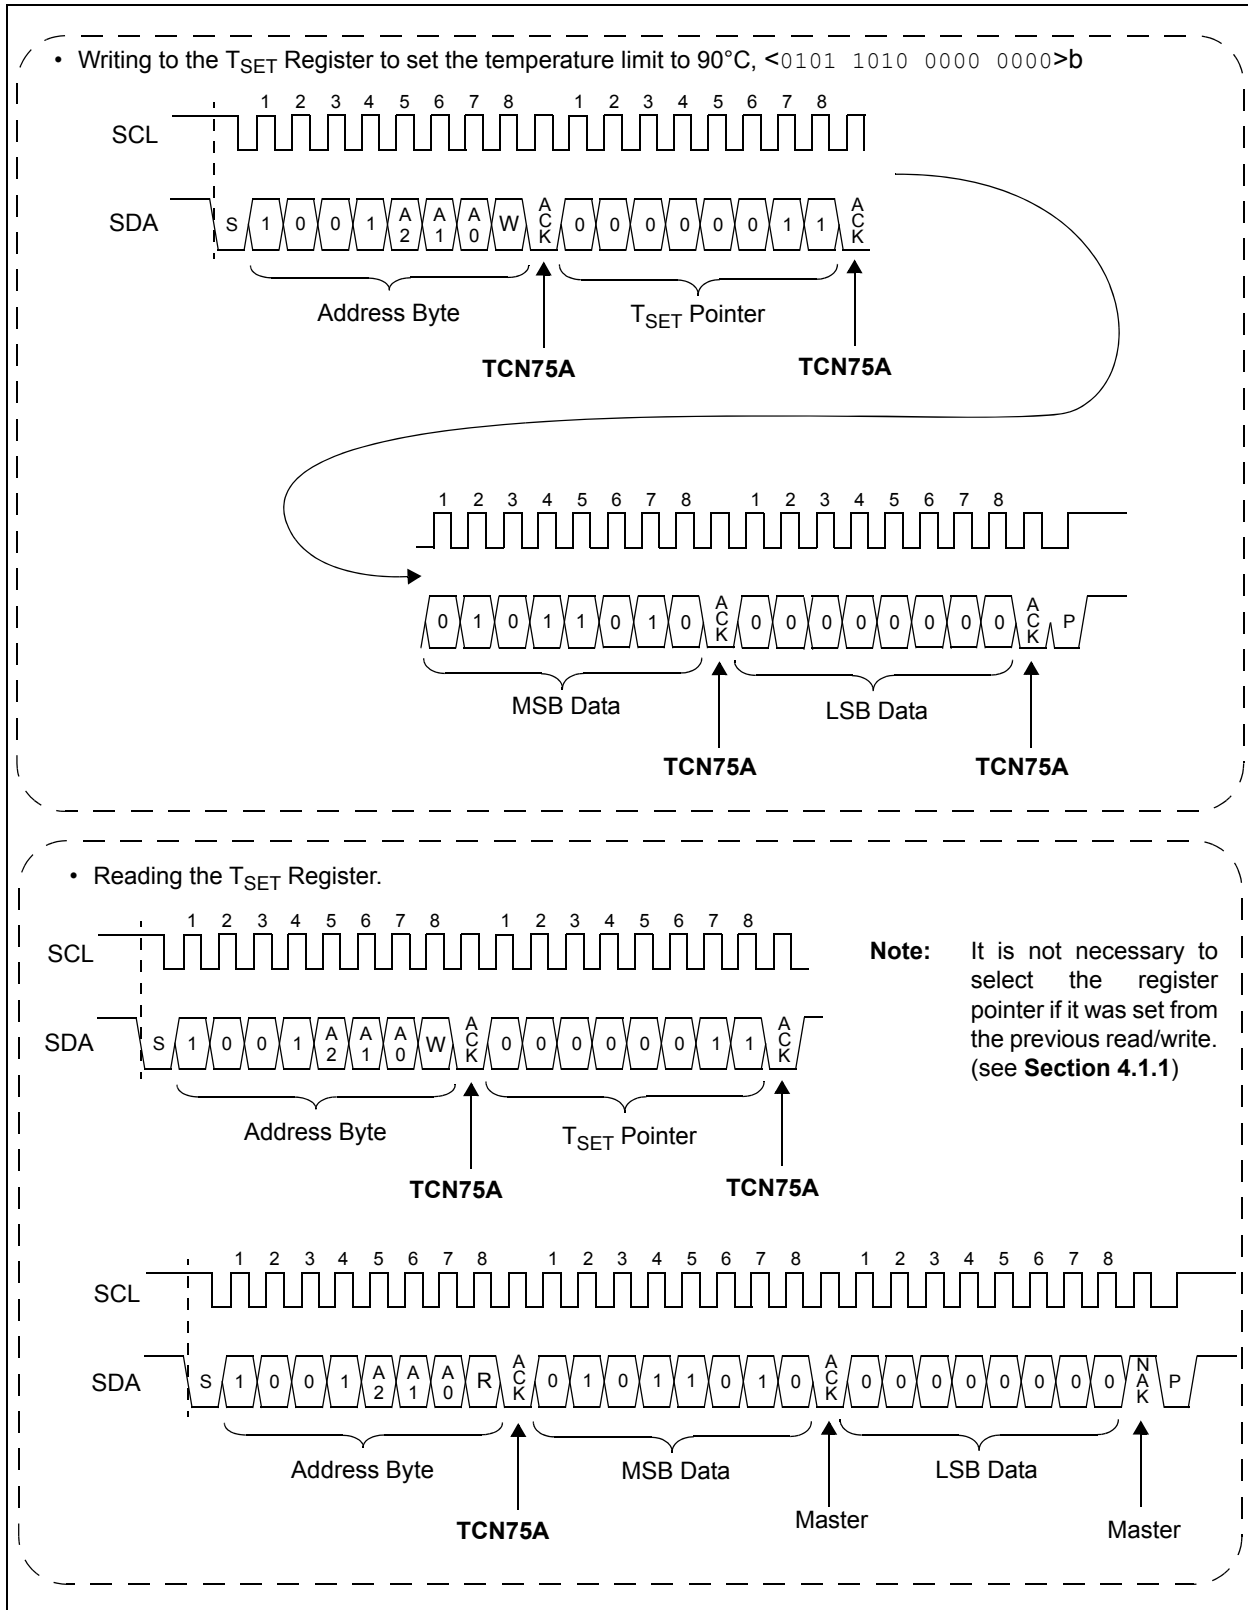 • Writing to the TSET Register to set the temperature limit to 90°C, <0101 1010 0000 0000>b
1 2 3 4 5 6 7 8 1 2 3 4 5 6 7 8
SCL
SDA S 1 0 0 1 A2 A1 A0 W ACK 0 0 0 0 0 0 1 1 ACK
Address Byte TSET Pointer
TCN75A TCN75A
1 2 3 4 5 6 7 8 1 2 3 4 5 6 7 8
0 1 0 1 1 0 1 0 ACK 0 0 0 0 0 0 0 0 ACK P
MSB Data LSB Data
TCN75A TCN75A
• Reading the TSET Register.
1 2 3 4 5 6 7 8 1 2 3 4 5 6 7 8
SCL
SDA S 1 0 0 1 A2 A1 A0 W ACK 0 0 0 0 0 0 1 1 ACK
Address Byte TSET Pointer
TCN75A TCN75A
Note: It is not necessary to
select the register
pointer if it was set from
the previous read/write.
(see Section 4.1.1)
1 2 3 4 5 6 7 8 1 2 3 4 5 6 7 8 1 2 3 4 5 6 7 8
SCL
SDA S 1 0 0 1 A2 A1 A0 R ACK 0 1 0 1 1 0 1 0 ACK 0 0 0 0 0 0 0 0 NAK P
Address Byte MSB Data LSB Data
TCN75A Master Master